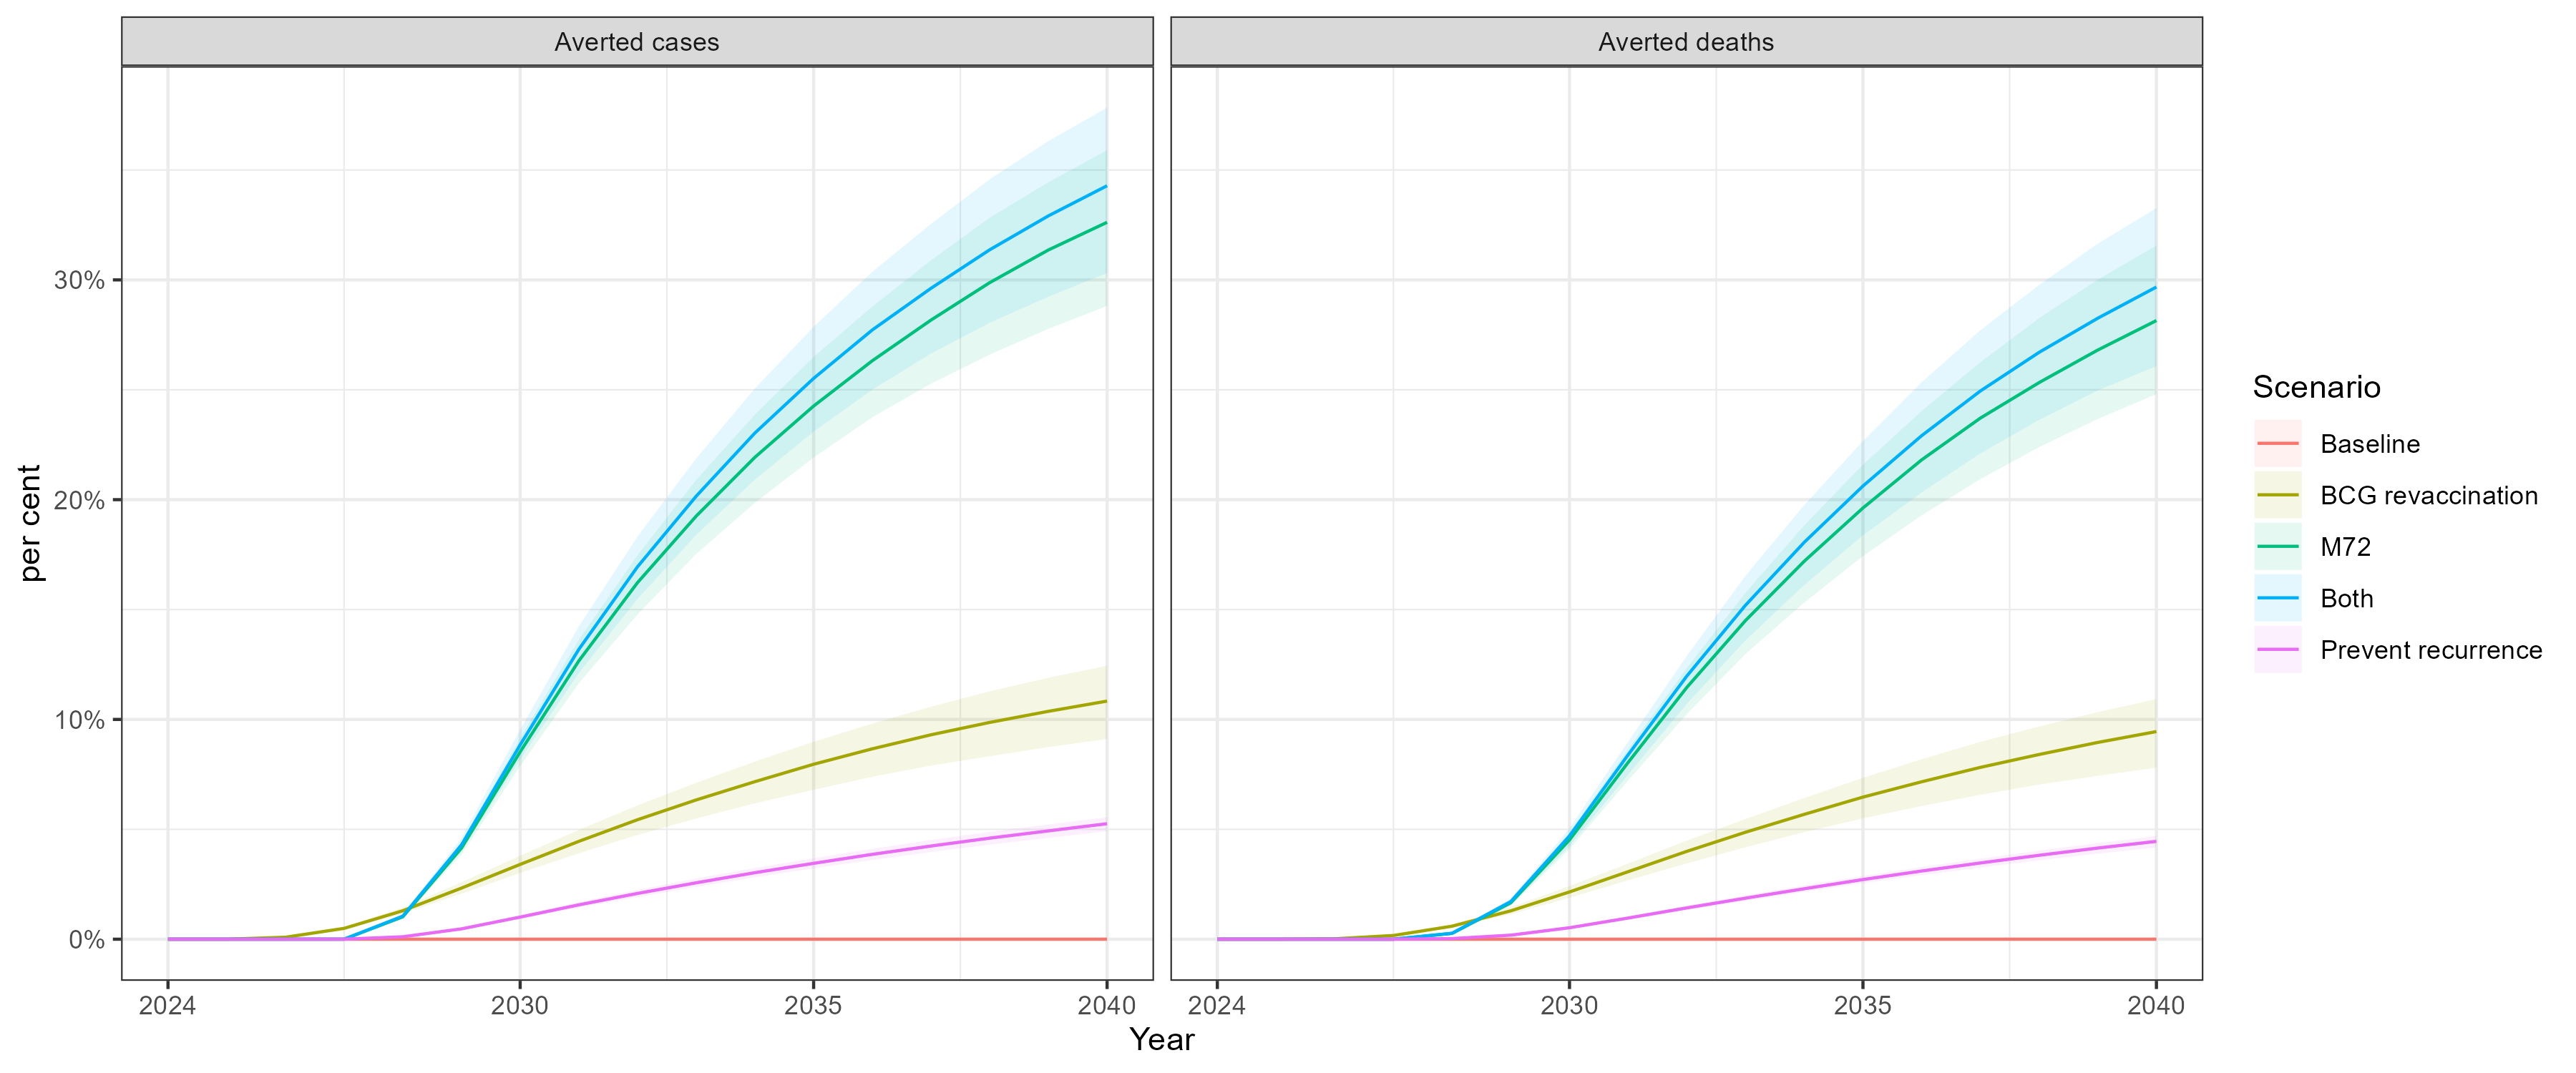 Averted cases
Averted deaths
per cent
30%
20%
10%
0%
2024
2030
2035
2040
2024
2030
2035
2040
Year
Scenario
Baseline
BCG revaccination
M72
Both
Prevent recurrence